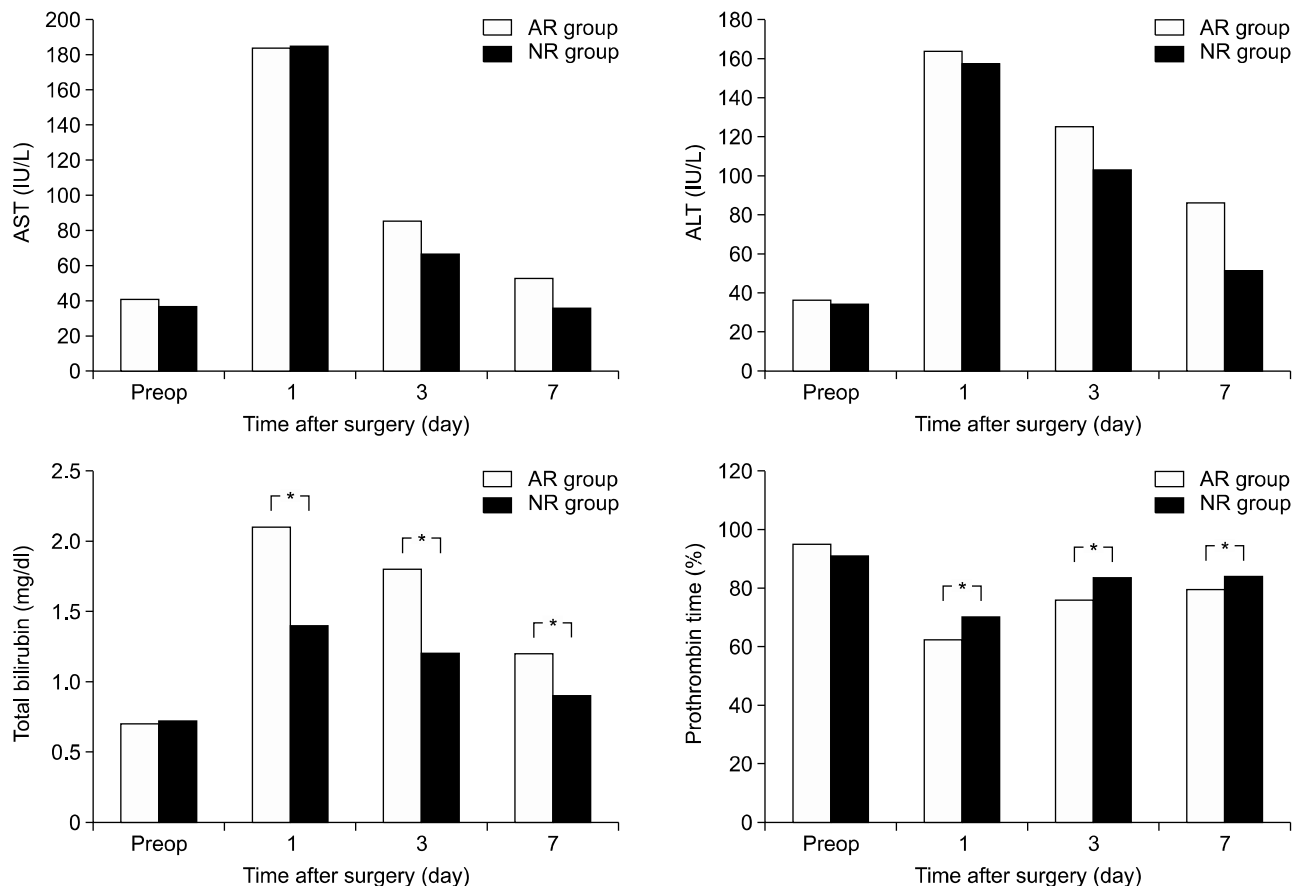 AST (IU/L)
200
180
160
140
120
100
80
60
40
20
0
AR group
NR group
Preop 1 3 7
Time after surgery (day)
ALT (IU/L)
180
160
140
120
100
80
60
40
20
0
AR group
NR group
Preop 1 3 7
Time after surgery (day)
Total bilirubin (mg/dl)
2.5
2.0
1.5
1.0
0.5
0
AR group
NR group
*
*
*
Preop 1 3 7
Time after surgery (day)
Prothrombin time (%)
120
100
80
60
40
20
0
AR group
NR group
*
*
*
Preop 1 3 7
Time after surgery (day)